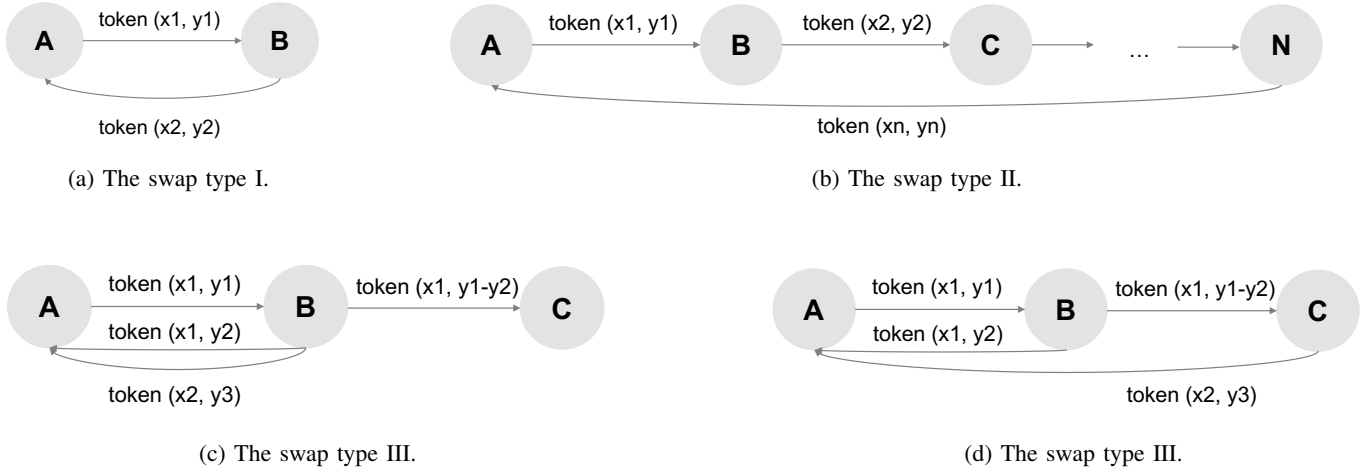 A
token (x1, y1)
B
token (x2, y2)
(a) The swap type I.
A
token (x1, y1)
B
token (x2, y2)
C
...
N
token (xn, yn)
(b) The swap type II.
A
token (x1, y1)
B
token (x1, y1-y2)
C
token (x1, y2)
token (x2, y3)
(c) The swap type III.
A
token (x1, y1)
B
token (x1, y1-y2)
C
token (x1, y2)
token (x2, y3)
(d) The swap type III.